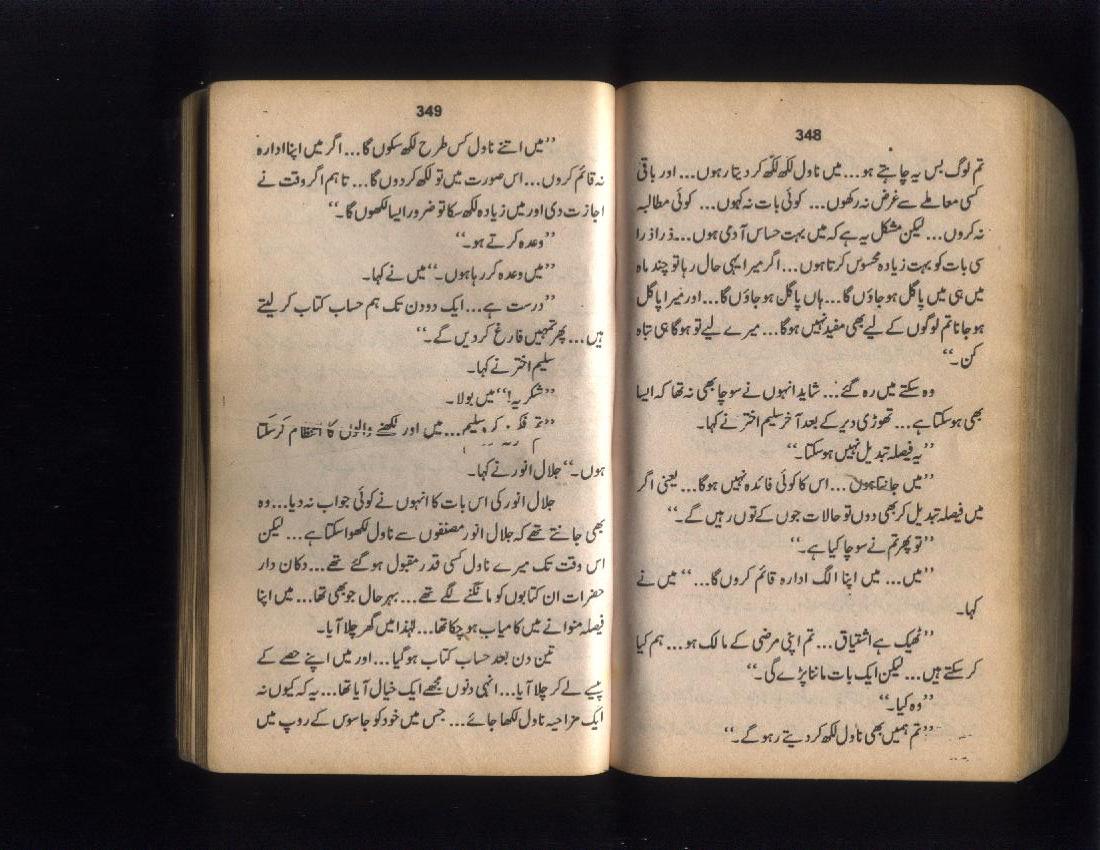 348
تم لوگ بس یہ چاہتے ہو... میں ناول لکھ لکھ کر دیتا رہوں... اور باقی
کسی معاملے سے غرض نہ رکھوں... کوئی بات نہ کہوں... کوئی مطالبہ
نہ کروں... لیکن مشکل یہ ہے کہ میں بہت حساس آدمی ہوں... ذرا ذرا
سی بات کو بہت زیادہ محسوس کرتا ہوں... اگر میرا یہی حال رہا تو چند ماہ
میں ہی میں پاگل ہو جاؤں گا... ہاں پاگل ہو جاؤں گا... اور میرا پاگل
ہو جانا تم لوگوں کے لیے بھی مفید نہیں ہوگا... میرے لیے تو ہوگا ہی تباہ
کن۔‘‘
وہ سکتے میں رہ گئے... شاید انہوں نے سوچا بھی نہ تھا کہ ایسا
بھی ہوسکتا ہے... تھوڑی دیر کے بعد آخر سلیم اختر نے کہا۔
’’یہ فیصلہ تبدیل نہیں ہوسکتا۔‘‘
’’میں جانتا ہوں... اس کا کوئی فائدہ نہیں ہوگا... یعنی اگر
میں فیصلہ تبدیل کر بھی دوں تو حالات جوں کے توں رہیں گے۔‘‘
’’تو پھر تم نے سوچا کیا ہے۔‘‘
’’میں... میں اپنا الگ ادارہ قائم کروں گا...‘‘ میں نے
کہا۔
’’ٹھیک ہے اشتیاق... تم اپنی مرضی کے مالک ہو... ہم کیا
کر سکتے ہیں... لیکن ایک بات ماننا پڑے گی۔‘‘
’’وہ کیا۔‘‘
’’تم ہمیں بھی ناول لکھ کر دیتے رہو گے۔‘‘
349
’’میں اتنے ناول کس طرح لکھ سکوں گا... اگر میں اپنا ادارہ
نہ قائم کروں... اس صورت میں تو لکھ کر دوں گا... تاہم اگر وقت نے
اجازت دی اور میں زیادہ لکھ سکا تو ضرور ایسا لکھوں گا۔‘‘
’’وعدہ کرتے ہو۔‘‘
’’میں وعدہ کر رہا ہوں۔‘‘ میں نے کہا۔
’’درست ہے... ایک دو دن تک ہم حساب کتاب کر لیتے
ہیں... پھر تمہیں فارغ کر دیں گے۔‘‘
سلیم اختر نے کہا۔
’’شکریہ!‘‘ میں بولا۔
’’تم سلیم... میں اور لکھنے والوں کا انتظام کر سکتا
ہوں۔‘‘ جلال انور نے کہا۔
جلال انور کی اس بات کا انہوں نے کوئی جواب نہ دیا... وہ
بھی جانتے تھے کہ جلال انور مصنفوں سے ناول لکھوا سکتا ہے... لیکن
اس وقت تک میرے ناول کسی قدر مقبول ہو گئے تھے... دکان دار
حضرات ان کتابوں کو مانگنے لگے تھے... بہر حال جو بھی تھا... میں اپنا
فیصلہ منوانے میں کامیاب ہو چکا تھا... لہٰذا میں گھر چلا آیا۔
تین دن بعد حساب کتاب ہو گیا... اور میں اپنے حصے کے
پیسے لے کر چلا آیا... انہی دنوں مجھے ایک خیال آیا تھا... یہ کہ کیوں نہ
ایک مزاحیہ ناول لکھا جائے... جس میں خود کو جاسوس کے روپ میں